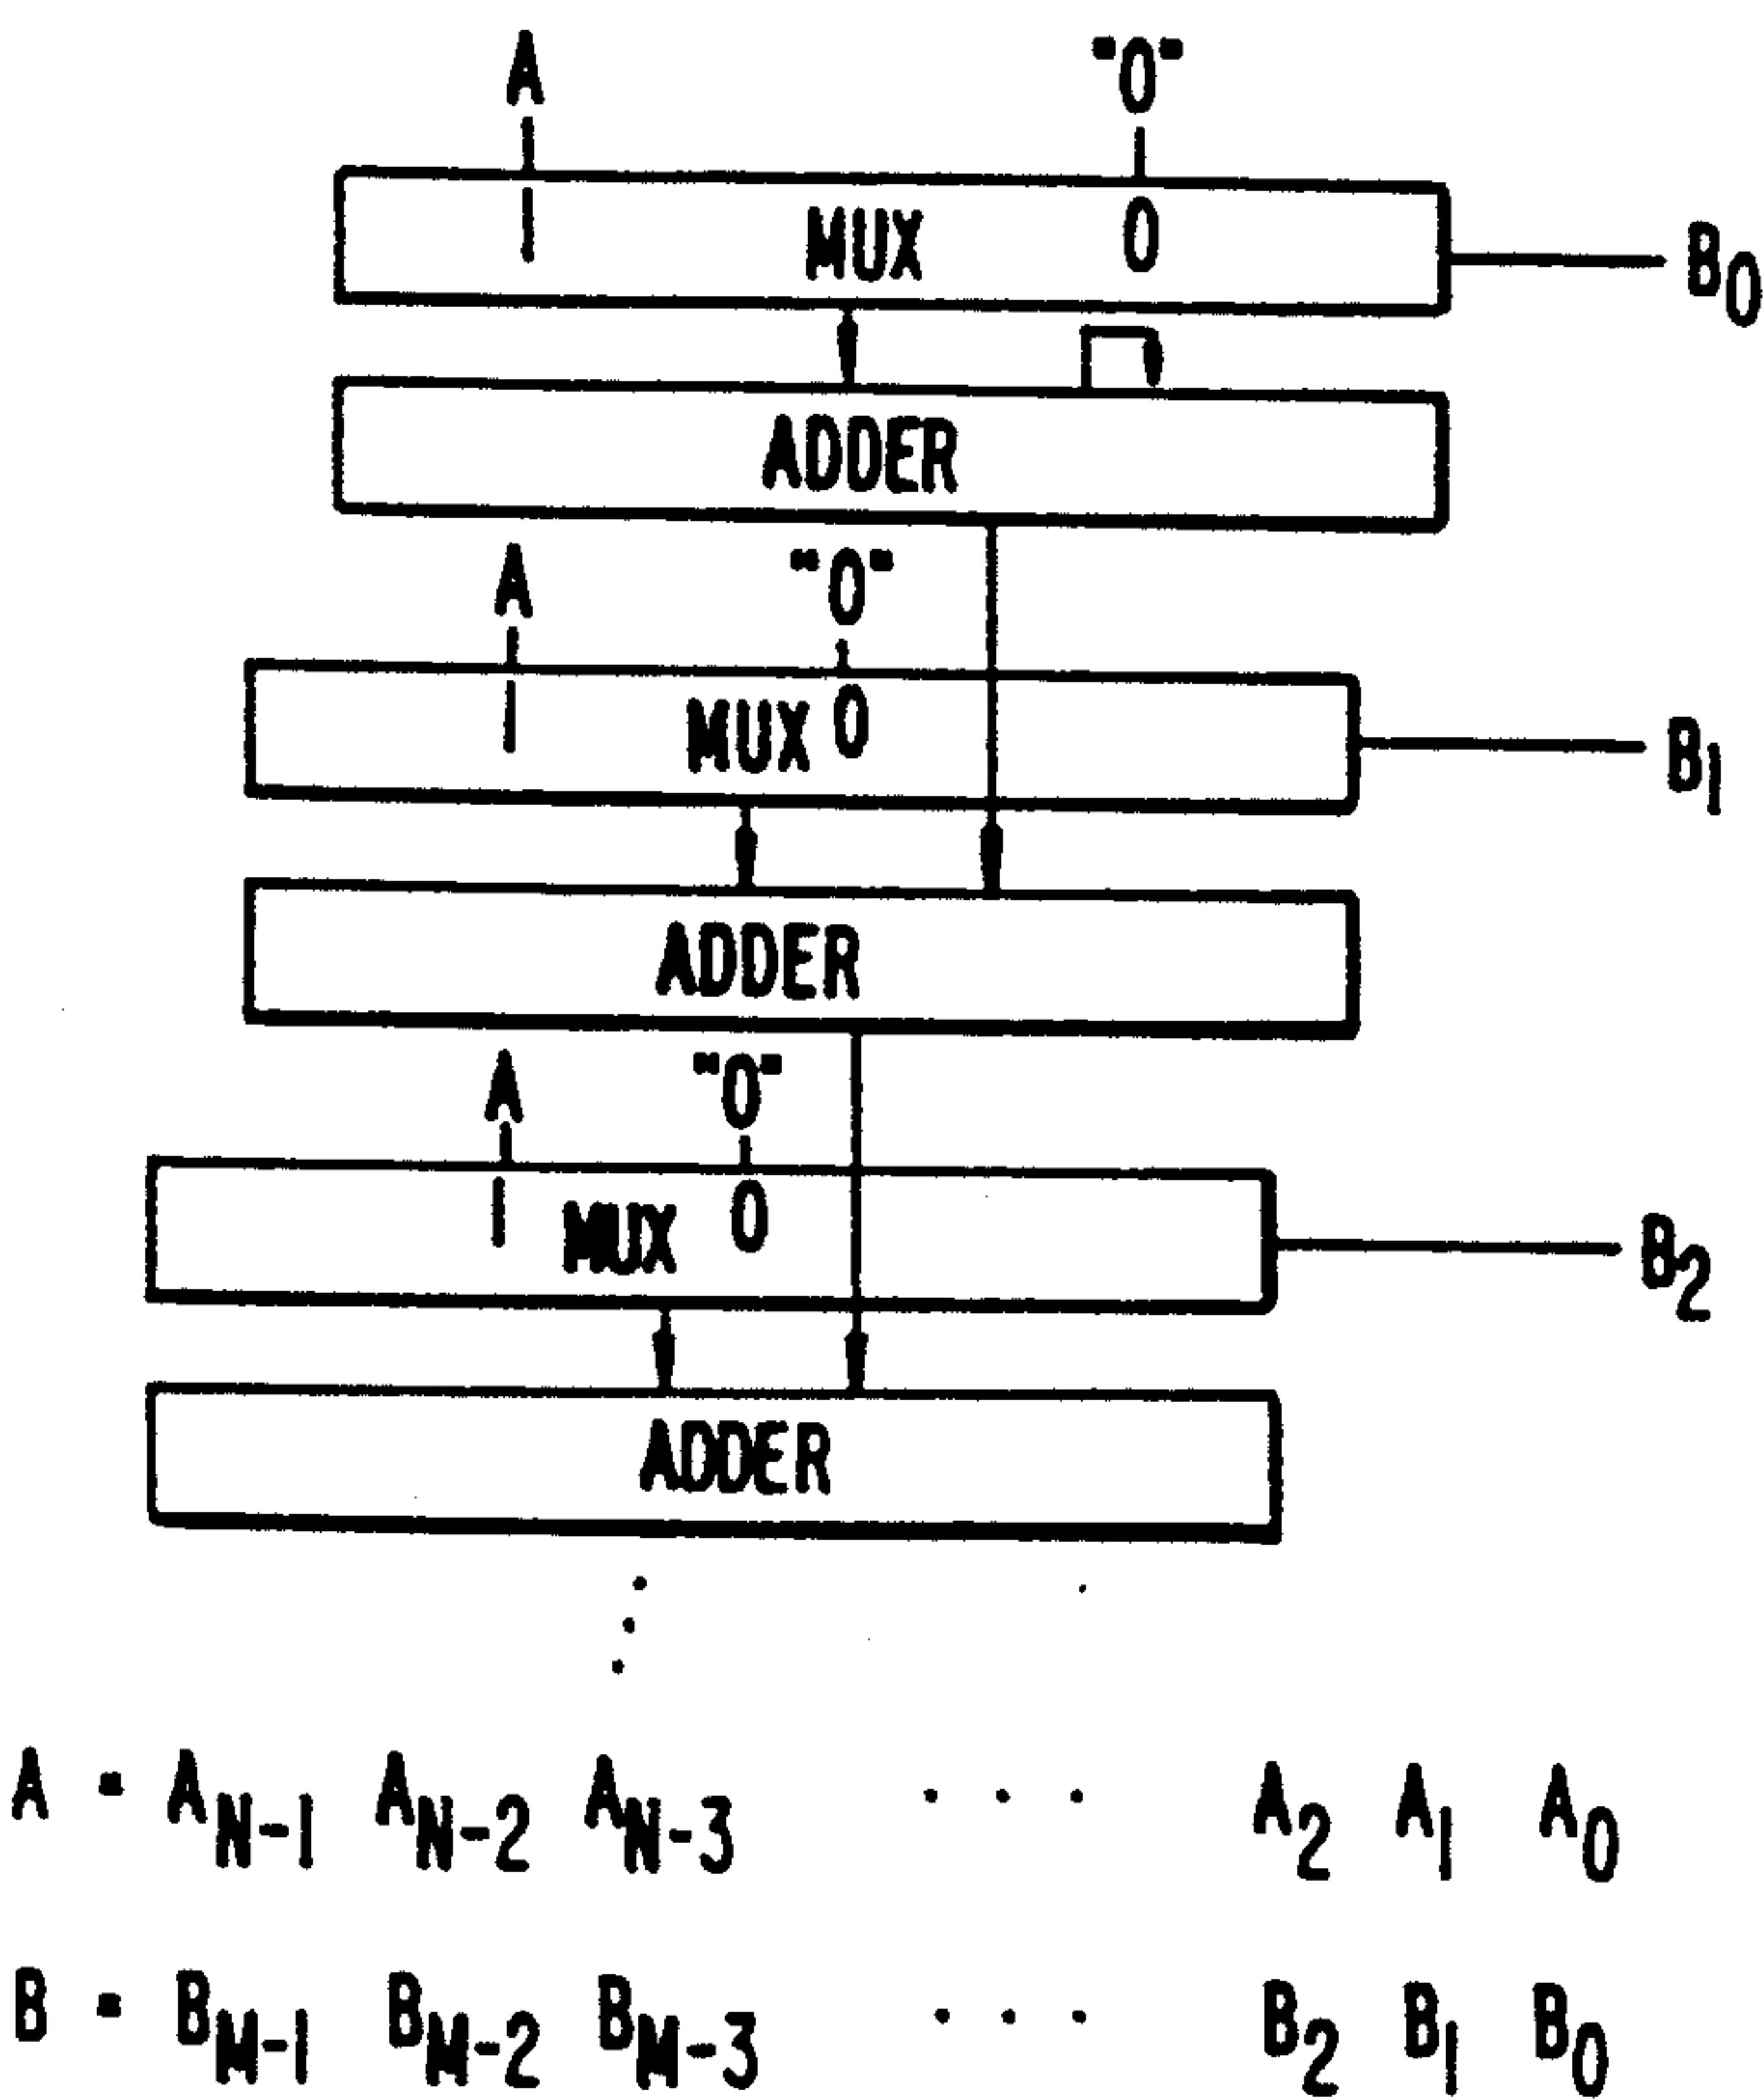 A "0"
1 MUX 0 B0
ADDER
A "0"
1 MUX 0 B1
ADDER
A "0"
1 MUX 0 B2
ADDER
A = AN-1 AN-2 AN-3 . . . A2 A1 A0
B = BM-1 BM-2 BM-3 . . . B2 B1 B0